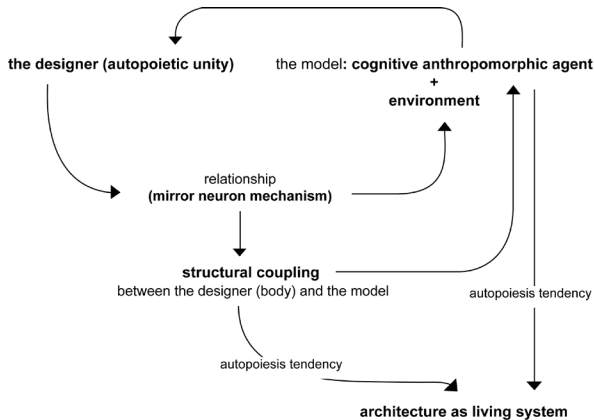 the designer (autopoietic unity)
the model: cognitive anthropomorphic agent
+
environment
relationship
(mirror neuron mechanism)
structural coupling
between the designer (body) and the model
autopoiesis tendency
autopoiesis tendency
architecture as living system